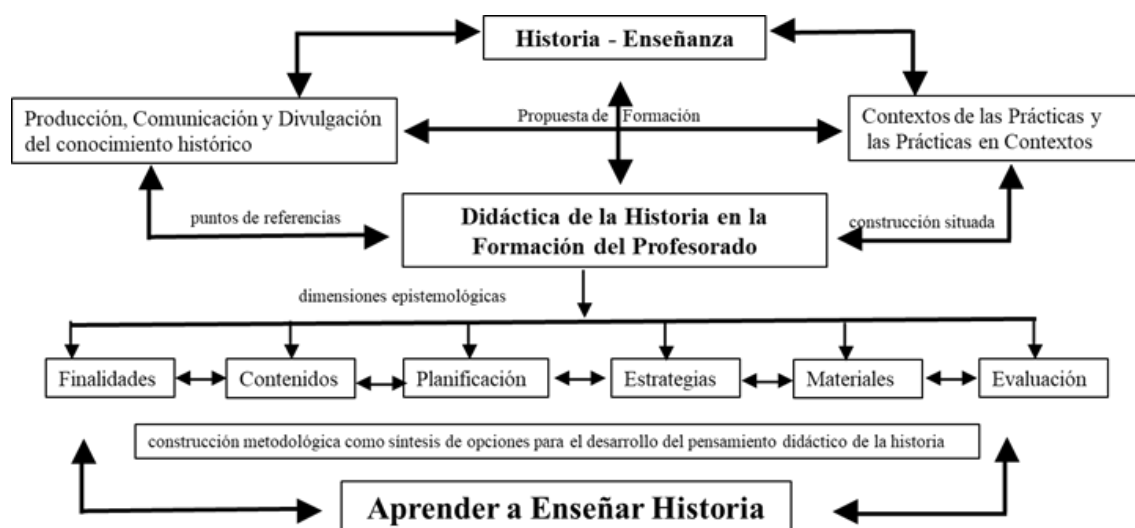 Historia - Enseñanza
Producción, Comunicación y Divulgación
del conocimiento histórico
Propuesta de Formación
Contextos de las Prácticas y
las Prácticas en Contextos
puntos de referencias
Didáctica de la Historia en la
Formación del Profesorado
construcción situada
dimensiones epistemológicas
Finalidades
Contenidos
Planificación
Estrategias
Materiales
Evaluación
construcción metodológica como síntesis de opciones para el desarrollo del pensamiento didáctico de la historia
Aprender a Enseñar Historia